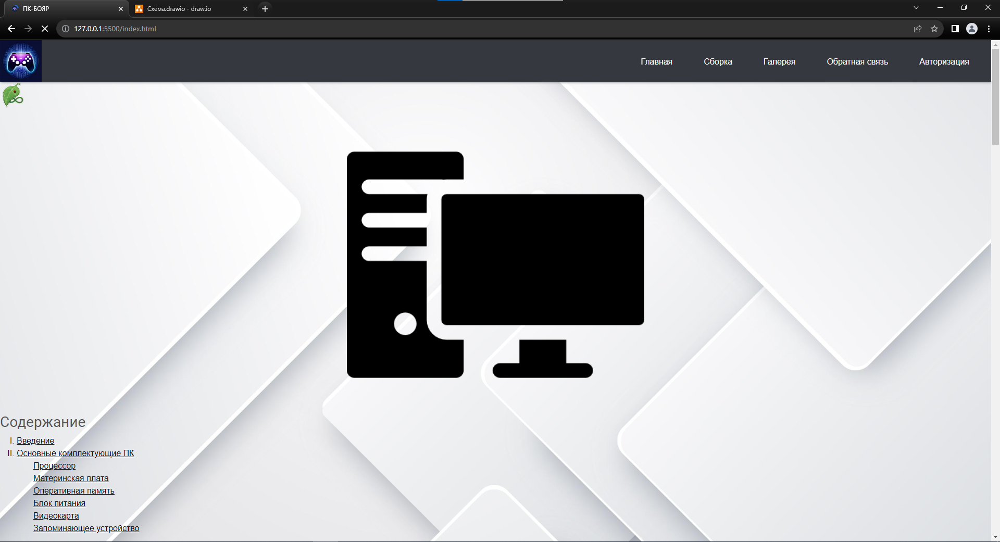 ПК-БОЯР
Схема.drawio - draw.io
127.0.0.1:5500/index.html
Главная
Сборка
Галерея
Обратная связь
Авторизация
Содержание
I. Введение
II. Основные комплектующие ПК
Процессор
Материнская плата
Оперативная память
Блок питания
Видеокарта
Запоминающее устройство